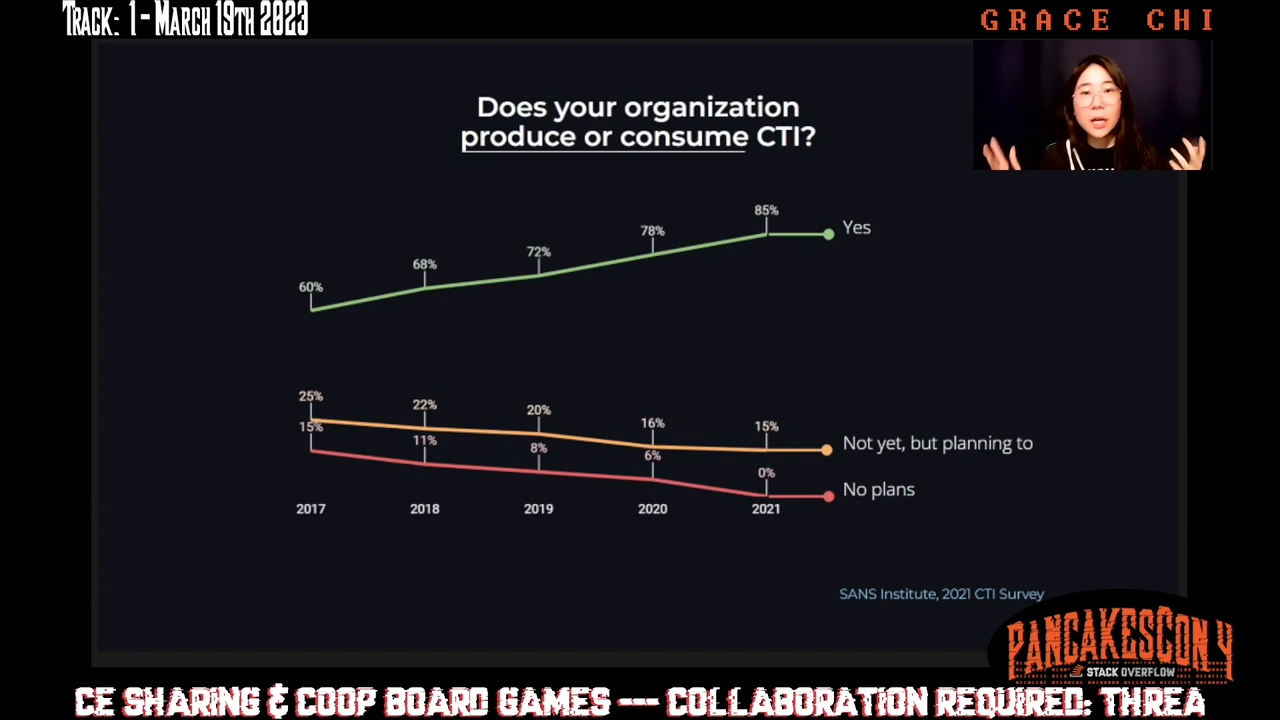 TRACK: 1 - MARCH 19TH 2023
GRACE CHI
Does your organization
produce or consume CTI?
85%
Yes
78%
72%
68%
60%
25%
22%
20%
16%
15%
Not yet, but planning to
15%
11%
8%
6%
0%
No plans
2017 2018 2019 2020 2021
SANS Institute, 2021 CTI Survey
PANCAKESCON 4
STACK OVERFLOW
CE SHARING & COUP BOARD GAMES --- COLLABORATION REQUIRED: THREA